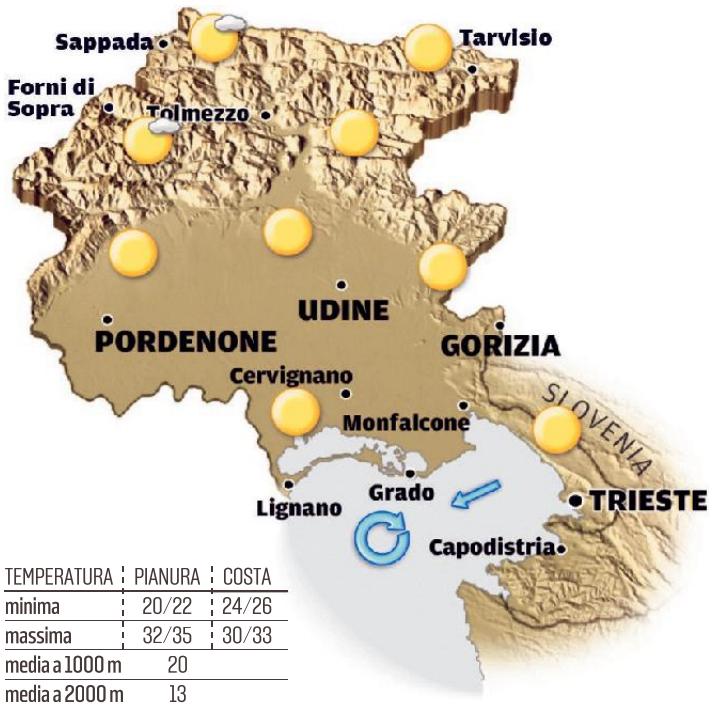 Sappada
Tarvisio
Forni di
Sopra
Tolmezzo
UDINE
PORDENONE
GORIZIA
Cervignano
SLOVENIA
Monfalcone
Grado
Lignano
TRIESTE
Capodistria
TEMPERATURA PIANURA COSTA
minima 20/22 24/26
massima 32/35 30/33
media a 1000 m 20
media a 2000 m 13